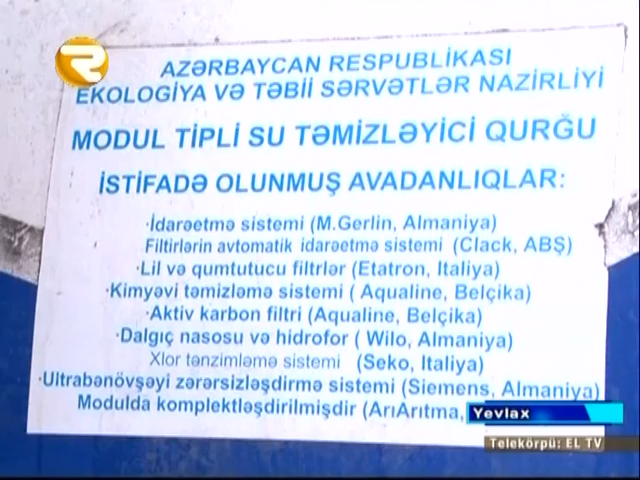 AZƏRBAYCAN RESPUBLİKASI
EKOLOGİYA VƏ TƏBİİ SƏRVƏTLƏR NAZİRLİYİ
MODUL TİPLİ SU TƏMİZLƏYİCİ QURĞU
İSTİFADƏ OLUNMUŞ AVADANLIQLAR:
·İdarəetmə sistemi (M.Gerlin, Almaniya)
Filtirlərin avtomatik idarəetmə sistemi (Clack, ABŞ)
·Lil və qumtutucu filtrlər (Etatron, İtaliya)
·Kimyəvi təmizləmə sistemi ( Aqualine, Belçika)
·Aktiv karbon filtri (Aqualine, Belçika)
·Dalgıç nasosu və hidrofor ( Wilo, Almaniya)
Xlor tənzimləmə sistemi (Seko, İtaliya)
·Ultrabənövşəyi zərərsizləşdirmə sistemi (Siemens, Almaniya)
Modulda komplektləşdirilmişdir (ArıArıtma,
Yevlax
Telekörpü: EL TV